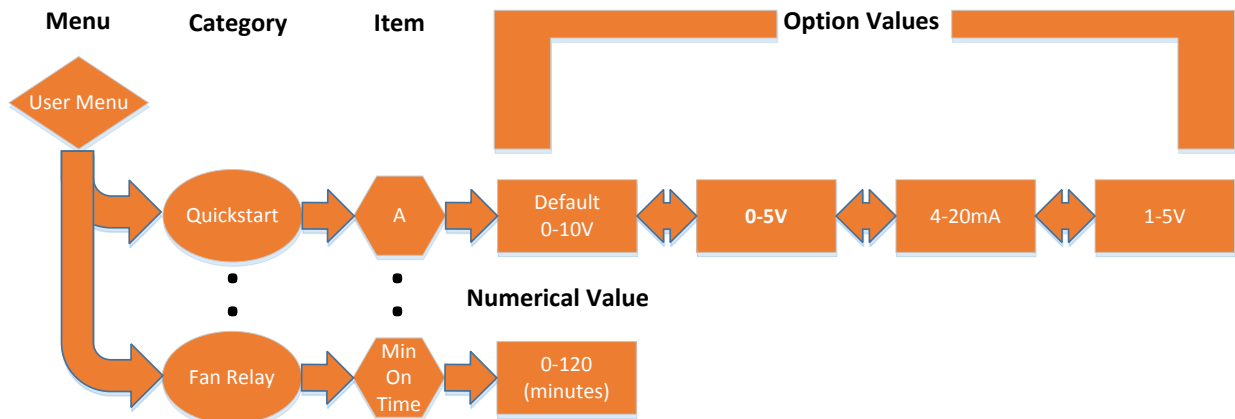 Menu
Category
Item
Option Values
User Menu
Quickstart
A
Default
0-10V
0-5V
4-20mA
1-5V
Numerical Value
Fan Relay
Min
On
Time
0-120
(minutes)